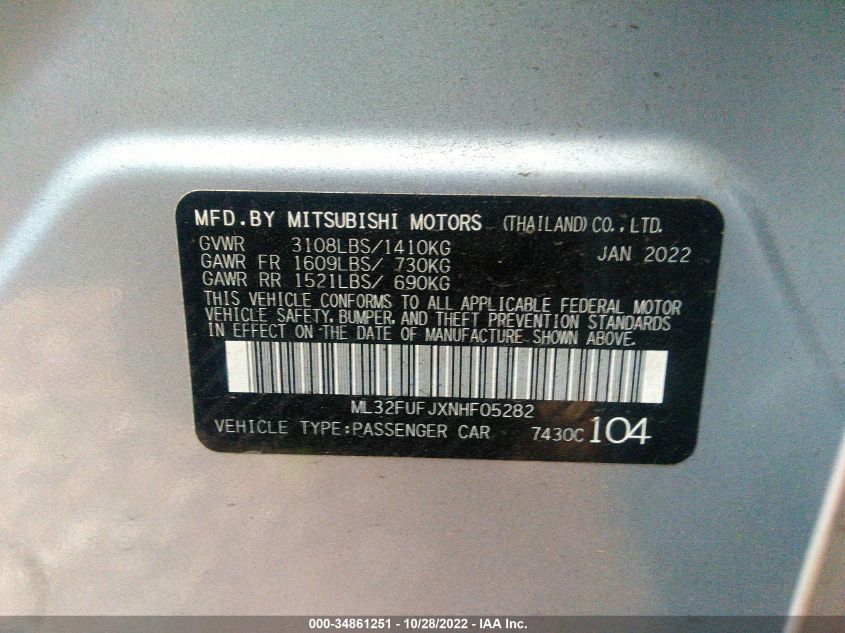 MFD.BY MITSUBISHI MOTORS (THAILAND) CO.,LTD.
GVWR 3108LBS/1410KG JAN 2022
GAWR FR 1609LBS/ 730KG
GAWR RR 1521LBS/ 690KG
THIS VEHICLE CONFORMS TO ALL APPLICABLE FEDERAL MOTOR
VEHICLE SAFETY, BUMPER, AND THEFT PREVENTION STANDARDS
IN EFFECT ON THE DATE OF MANUFACTURE SHOWN ABOVE.
ML32FUFJXNHF05282
VEHICLE TYPE:PASSENGER CAR 7430C 104
000-34861251 - 10/28/2022 - IAA Inc.